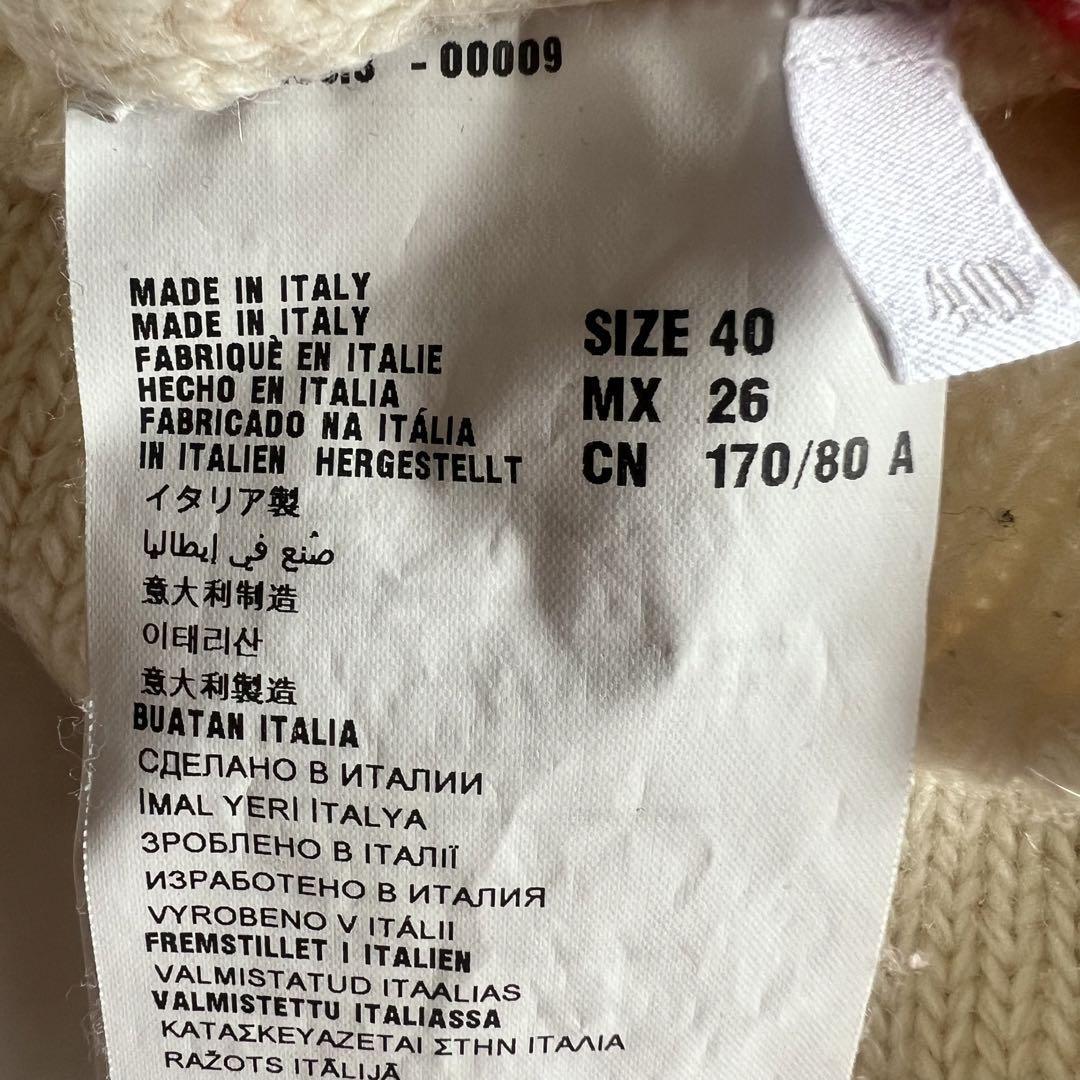 -00009
MADE IN ITALY
MADE IN ITALY
FABRIQUÈ EN ITALIE
HECHO EN ITALIA
FABRICADO NA ITÁLIA
IN ITALIEN HERGESTELLT
イタリア製
صُنع في إيطاليا
意大利制造
이태리산
意大利製造
BUATAN ITALIA
СДЕЛАНО В ИТАЛИИ
İMAL YERİ İTALYA
ЗРОБЛЕНО В ІТАЛІЇ
ИЗРАБОТЕНО В ИТАЛИЯ
VYROBENO V ITÁLII
FREMSTILLET I ITALIEN
VALMISTATUD ITAALIAS
VALMISTETTU ITALIASSA
ΚΑΤΑΣΚΕΥΑΖΕΤΑΙ ΣΤΗΝ ΙΤΑΛΙΑ
RAŽOTS ITĀLIJĀ
SIZE 40
MX 26
CN 170/80 A
40